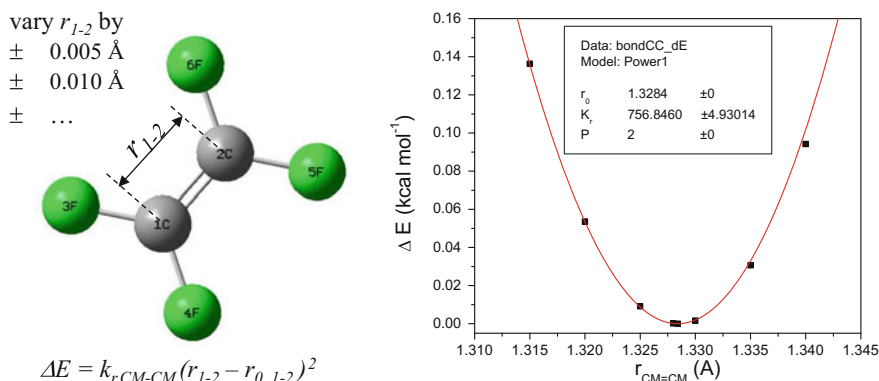 vary r1-2 by
± 0.005 Å
± 0.010 Å
± ...
6F
2C
5F
r1-2
3F
1C
4F
ΔE = kr CM-CM (r1-2 – r0, 1-2)²
Δ E (kcal mol⁻¹)
0.16
0.14
0.12
0.10
0.08
0.06
0.04
0.02
0.00
Data: bondCC_dE
Model: Power1
r0 1.3284 ±0
Kr 756.8460 ±4.93014
P 2 ±0
1.310 1.315 1.320 1.325 1.330 1.335 1.340 1.345
rCM=CM (A)